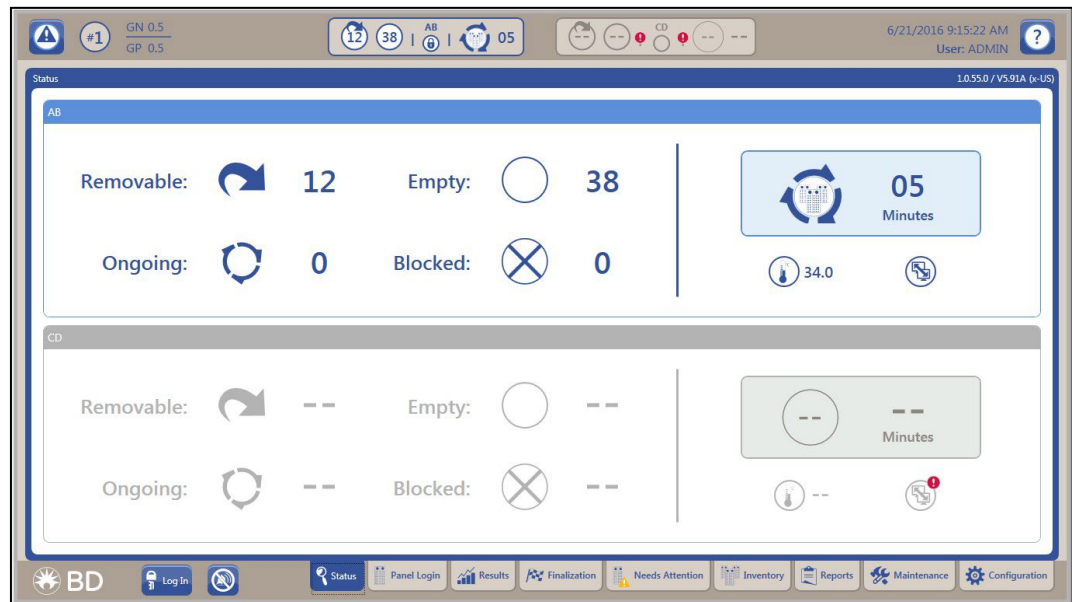 #1
GN 0.5
GP 0.5
12 38 | AB | 05
-- -- ! CD ! -- --
6/21/2016 9:15:22 AM
User: ADMIN
?
Status
1.0.55.0 / V5.91A (x-US)
AB
Removable: 12 Empty: 38
05
Minutes
Ongoing: 0 Blocked: 0
°C 34.0
CD
Removable: -- Empty: --
-- --
Minutes
Ongoing: -- Blocked: --
°C --
!
BD
Log In
Status
Panel Login
Results
Finalization
Needs Attention
Inventory
Reports
Maintenance
Configuration